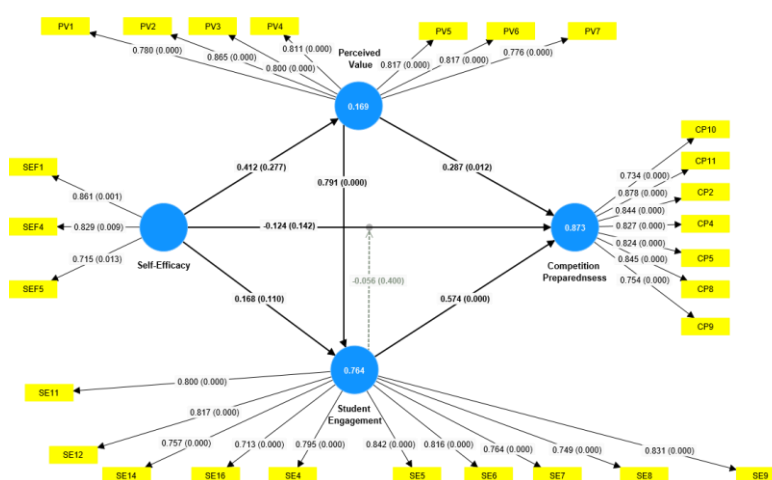 PV1
PV2
PV3
PV4
PV5
PV6
PV7
0.780 (0.000)
0.865 (0.000)
0.800 (0.000)
0.811 (0.000)
0.817 (0.000)
0.817 (0.000)
0.776 (0.000)
Perceived
Value
0.169
SEF1
SEF4
SEF5
0.861 (0.001)
0.829 (0.009)
0.715 (0.013)
Self-Efficacy
0.412 (0.277)
0.791 (0.000)
0.287 (0.012)
-0.124 (0.142)
-0.056 (0.400)
0.168 (0.110)
0.574 (0.000)
0.873
Competition
Preparednsess
CP10
CP11
CP2
CP4
CP5
CP8
CP9
0.734 (0.000)
0.878 (0.000)
0.844 (0.000)
0.827 (0.000)
0.824 (0.000)
0.845 (0.000)
0.754 (0.000)
0.764
Student
Engagement
0.800 (0.000)
0.817 (0.000)
0.757 (0.000)
0.713 (0.000)
0.795 (0.000)
0.842 (0.000)
0.816 (0.000)
0.764 (0.000)
0.749 (0.000)
0.831 (0.000)
SE11
SE12
SE14
SE16
SE4
SE5
SE6
SE7
SE8
SE9